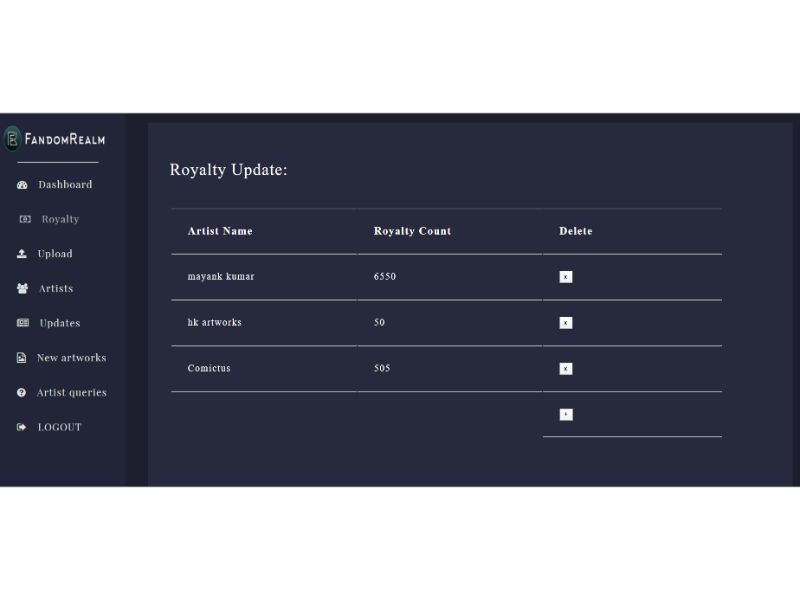 FANDOMREALM
Dashboard
Royalty
Upload
Artists
Updates
New artworks
Artist queries
LOGOUT
Royalty Update:
Artist Name Royalty Count Delete
mayank kumar 6550 x
hk artworks 50 x
Comictus 505 x
+